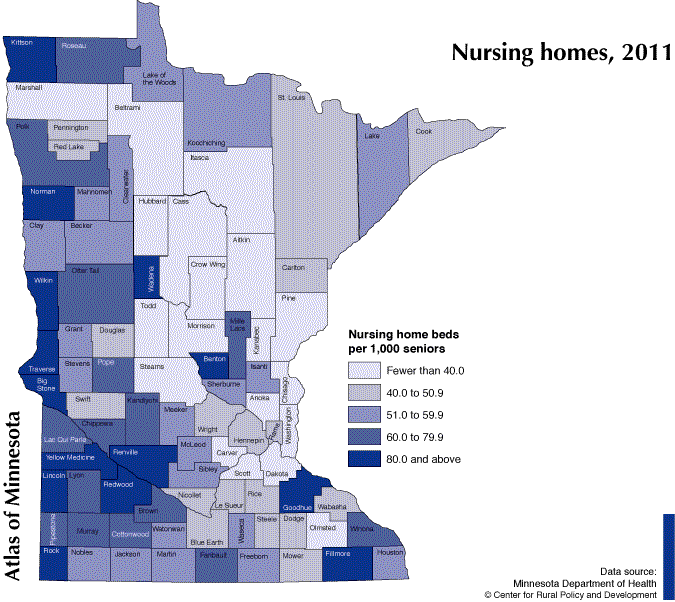 Nursing homes, 2011
Kittson
Roseau
Lake of
the Woods
Marshall
Beltrami
St. Louis
Polk
Pennington
Red Lake
Koochiching
Lake
Cook
Itasca
Clearwater
Norman
Mahnomen
Hubbard
Cass
Clay
Becker
Aitkin
Wilkin
Otter Tail
Wadena
Crow Wing
Carlton
Pine
Todd
Grant
Douglas
Morrison
Mille
Lacs
Kanabec
Traverse
Stevens
Pope
Stearns
Benton
Isanti
Big
Stone
Sherburne
Chisago
Swift
Kandiyohi
Meeker
Anoka
Washington
Chippewa
Wright
Hennepin
Ramsey
Lac Qui Parle
McLeod
Carver
Yellow Medicine
Renville
Scott
Dakota
Lincoln
Lyon
Redwood
Sibley
Nicollet
Le Sueur
Rice
Goodhue
Wabasha
Pipestone
Murray
Cottonwood
Brown
Watonwan
Blue Earth
Waseca
Steele
Dodge
Olmsted
Winona
Rock
Nobles
Jackson
Martin
Faribault
Freeborn
Mower
Fillmore
Houston
Nursing home beds
per 1,000 seniors
Fewer than 40.0
40.0 to 50.9
51.0 to 59.9
60.0 to 79.9
80.0 and above
Atlas of Minnesota
Data source:
Minnesota Department of Health
© Center for Rural Policy and Development